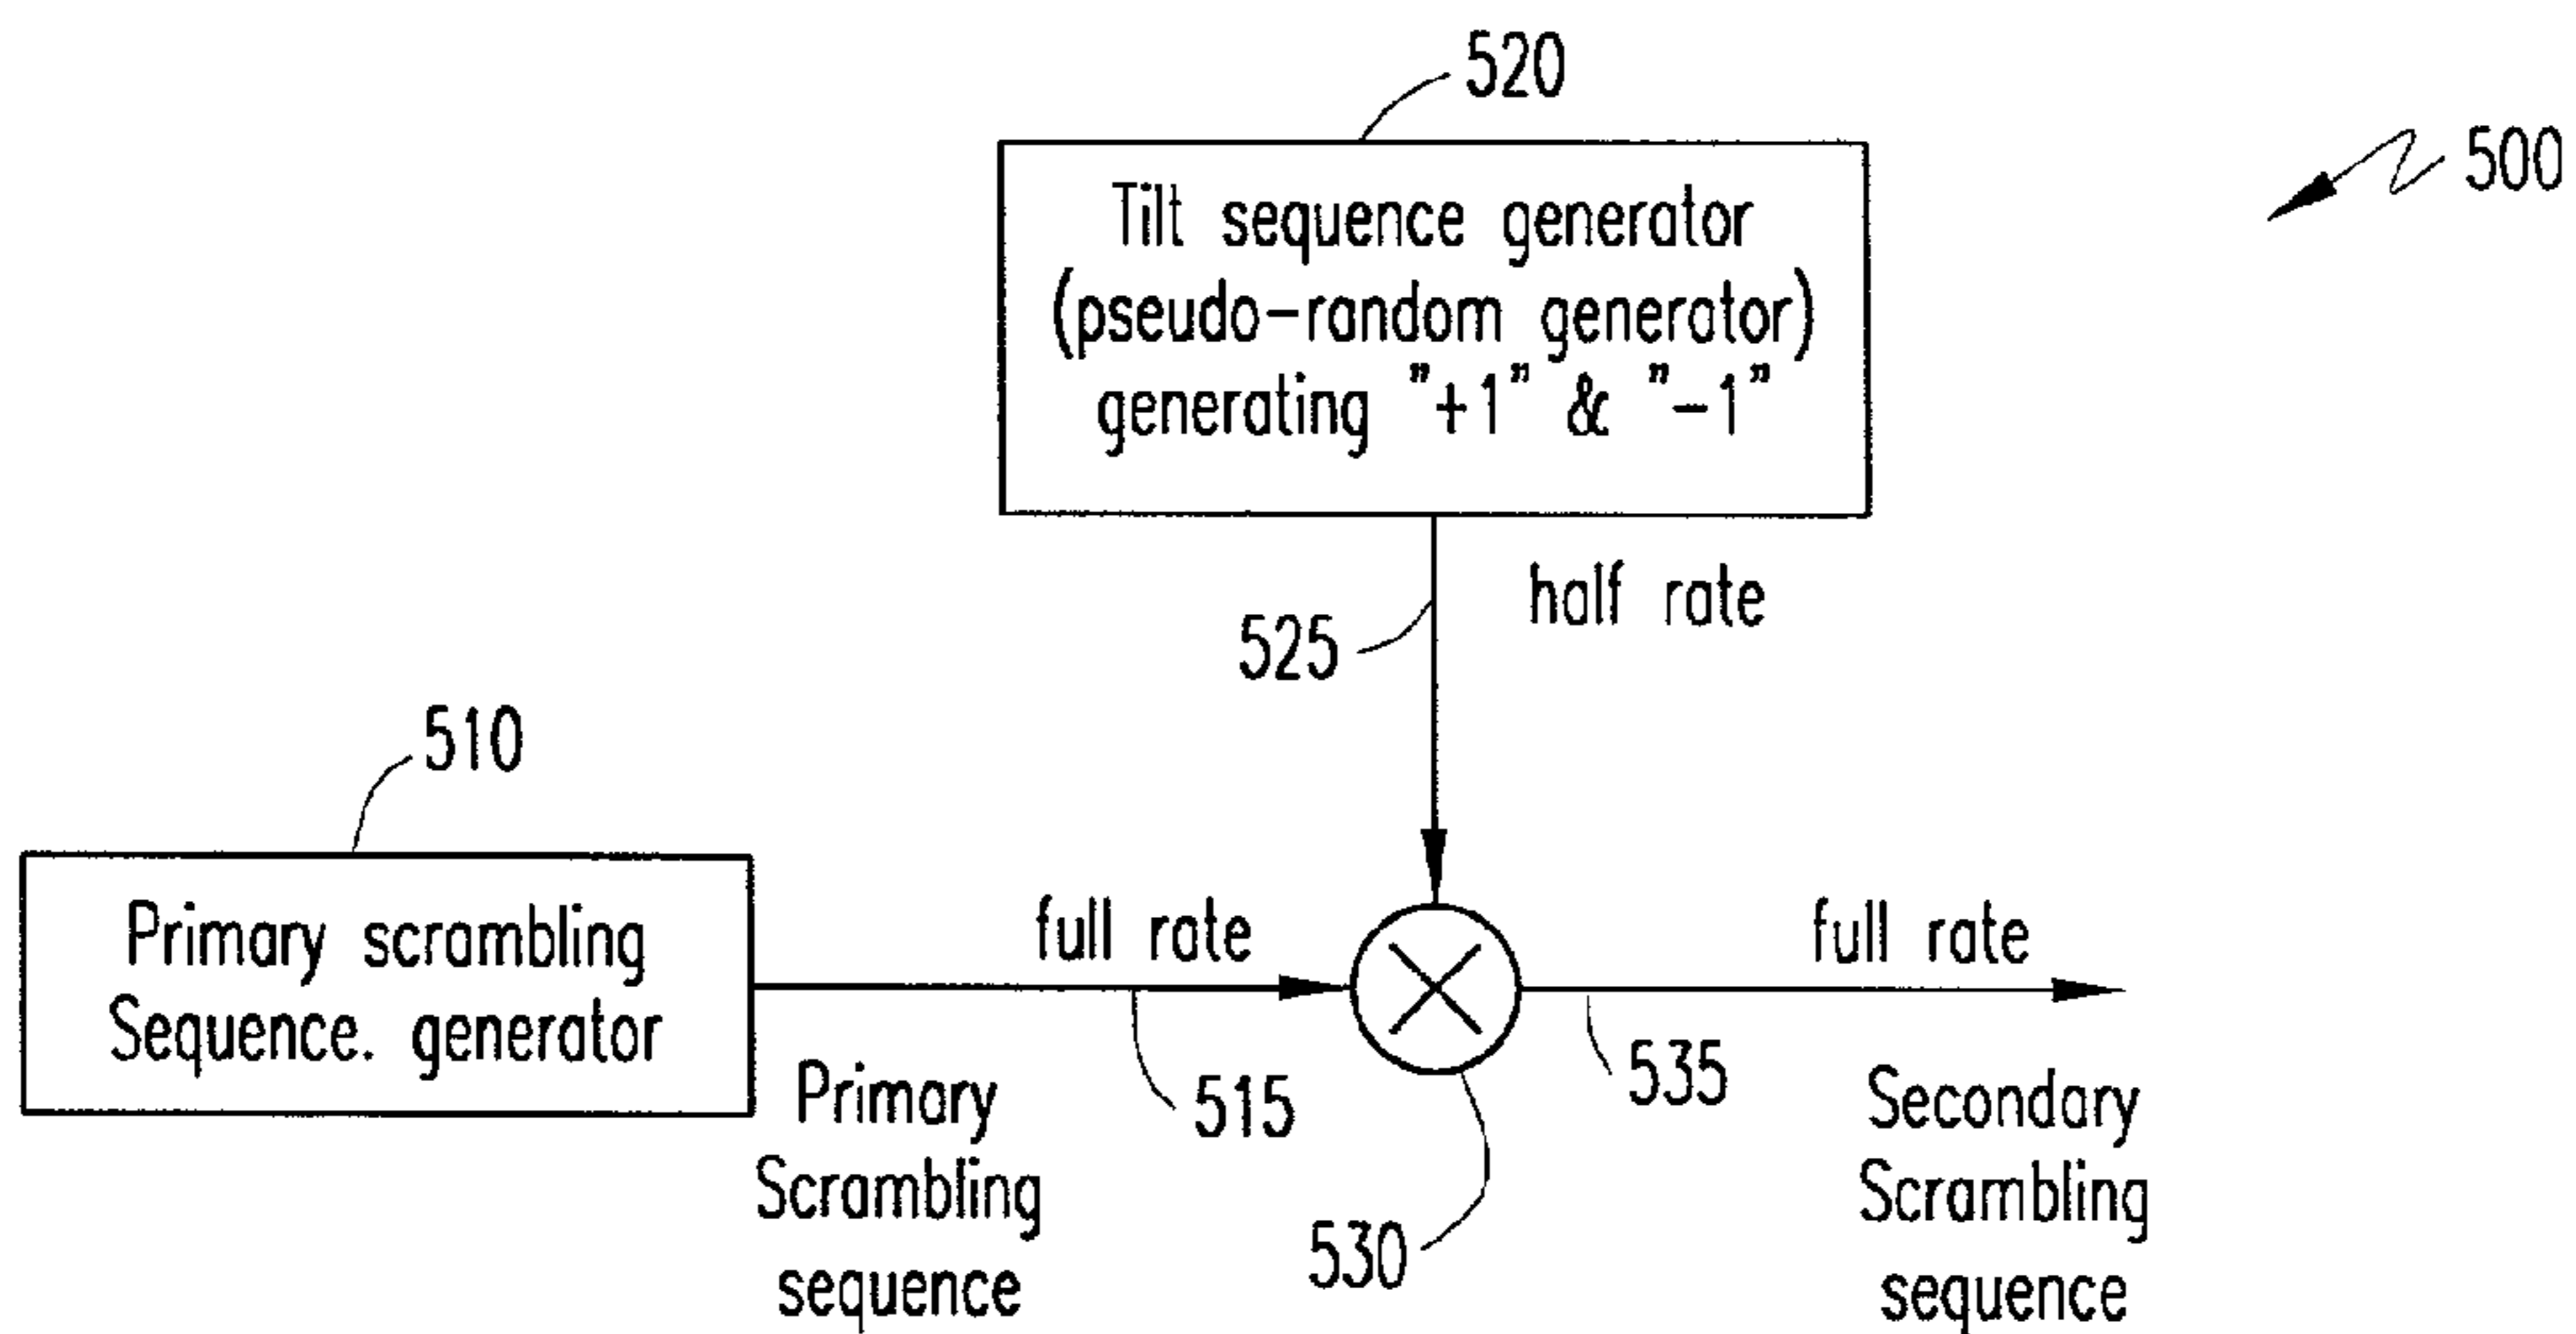 520
500
Tilt sequence generator
(pseudo-random generator)
generating "+1" & "-1"
half rate
525
510
Primary scrambling
Sequence. generator
full rate
full rate
Primary
Scrambling
sequence
515
530
535
Secondary
Scrambling
sequence